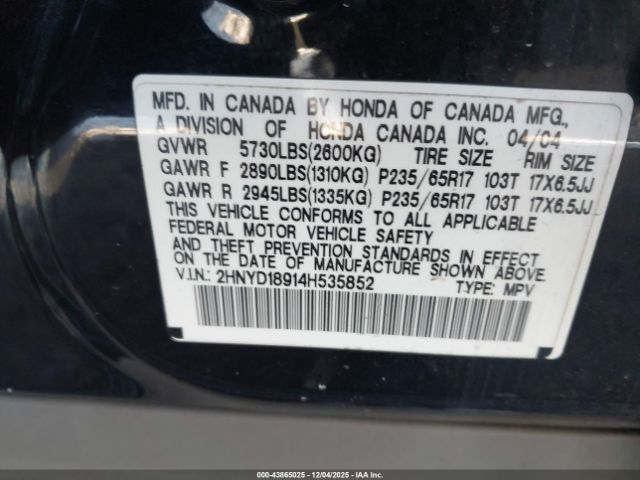 MFD. IN CANADA BY HONDA OF CANADA MFG.,
A DIVISION OF HONDA CANADA INC. 04/04
GVWR 5730LBS(2600KG) TIRE SIZE RIM SIZE
GAWR F 2890LBS(1310KG) P235/65R17 103T 17X6.5JJ
GAWR R 2945LBS(1335KG) P235/65R17 103T 17X6.5JJ
THIS VEHICLE CONFORMS TO ALL APPLICABLE
FEDERAL MOTOR VEHICLE SAFETY
AND THEFT PREVENTION STANDARDS IN EFFECT
ON THE DATE OF MANUFACTURE SHOWN ABOVE.
V.I.N.: 2HNYD18914H535852 TYPE: MPV
000-43865025 - 12/04/2025 - IAA Inc.